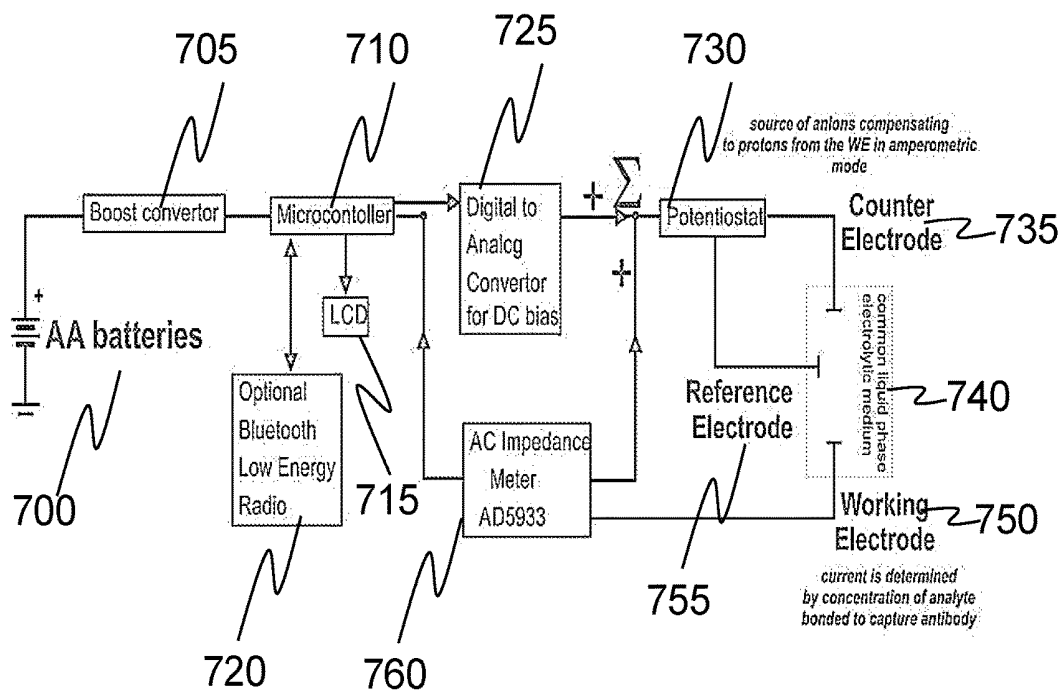 705
710
725
730
source of anions compensating
to protons from the WE in amperometric
mode
Boost convertor
Microcontoller
Digital to
Analog
Convertor
for DC bias
+
Σ
+
Potentiostat
Counter
Electrode
735
+
AA batteries
LCD
common liquid phase
electrolytic medium
740
Optional
Bluetooth
Low Energy
Radio
Reference
Electrode
AC Impedance
Meter
AD5933
700
715
Working
Electrode
750
720
760
755
current is determined
by concentration of analyte
bonded to capture antibody